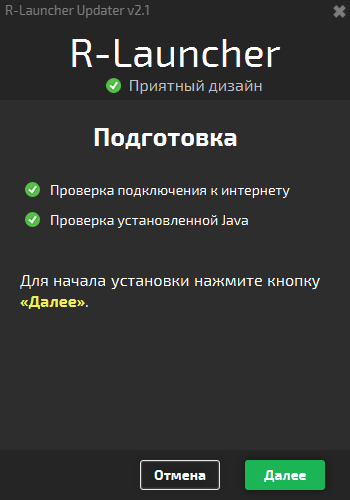 R-Launcher Updater v2.1
R-Launcher
Приятный дизайн
Подготовка
Проверка подключения к интернету
Проверка установленной Java
Для начала установки нажмите кнопку
«Далее».
Отмена
Далее